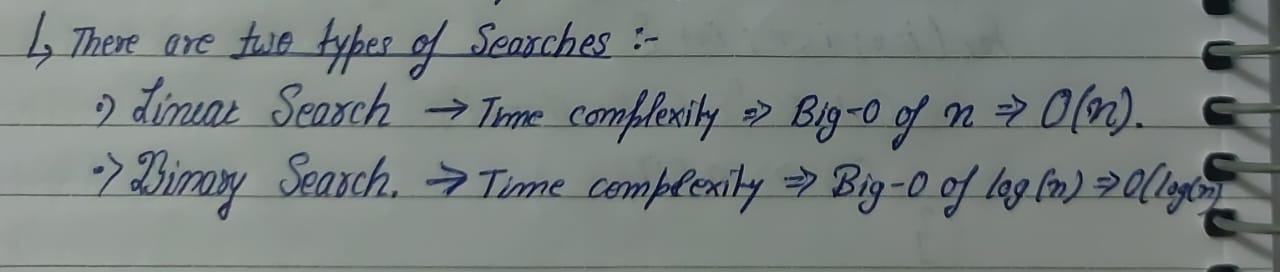 ↳ There are two types of Searches :-
•) Linear Search → Time complexity ⇒ Big-O of n ⇒ O(n).
•) Binary Search. → Time complexity ⇒ Big-O of log(n) ⇒ O(log(n)